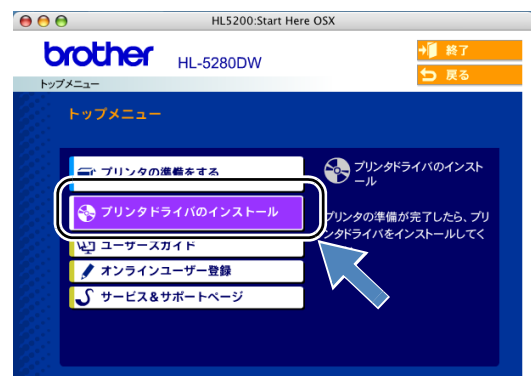 HL5200:Start Here OSX
brother
HL-5280DW
終了
戻る
トップメニュー
トップメニュー
プリンタの準備をする
プリンタドライバのインストール
ユーザーズガイド
オンラインユーザー登録
サービス&サポートページ
プリンタドライバのインスト
ール
プリンタの準備が完了したら、プリ
ンタドライバをインストールしてく